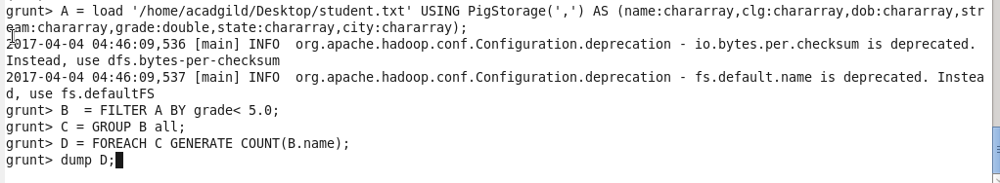 grunt> A = load '/home/acadgild/Desktop/student.txt' USING PigStorage(',') AS (name:chararray,clg:chararray,dob:chararray,str
eam:chararray,grade:double,state:chararray,city:chararray);
2017-04-04 04:46:09,536 [main] INFO  org.apache.hadoop.conf.Configuration.deprecation - io.bytes.per.checksum is deprecated.
Instead, use dfs.bytes-per-checksum
2017-04-04 04:46:09,537 [main] INFO  org.apache.hadoop.conf.Configuration.deprecation - fs.default.name is deprecated. Instea
d, use fs.defaultFS
grunt> B  = FILTER A BY grade< 5.0;
grunt> C = GROUP B all;
grunt> D = FOREACH C GENERATE COUNT(B.name);
grunt> dump D;